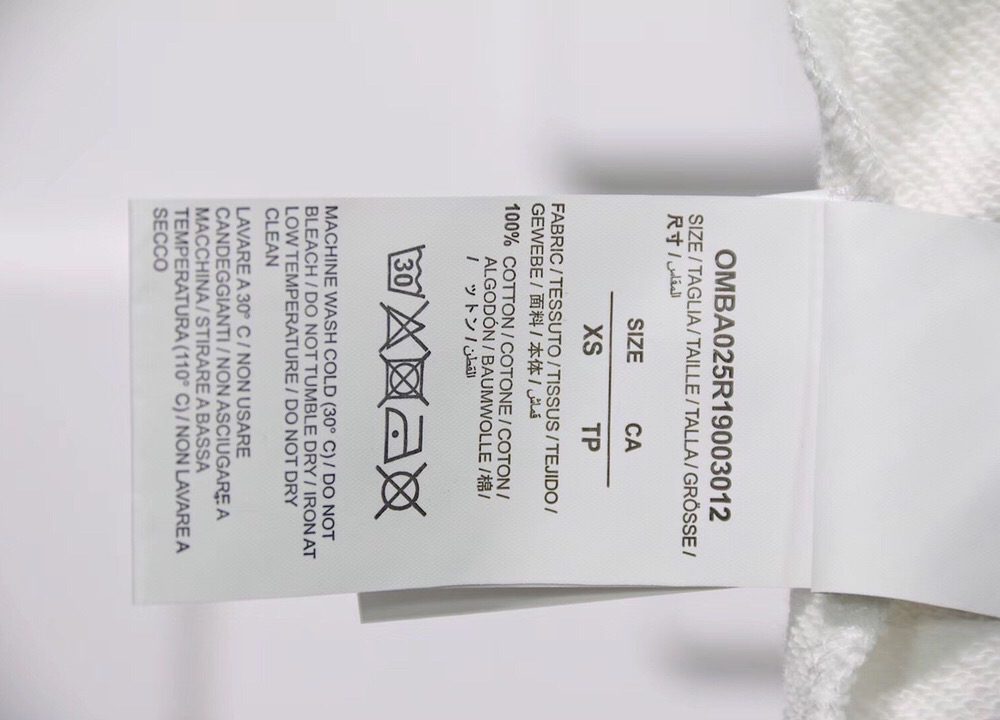 OMBA025R19003012
SIZE / TAGLIA / TAILLE / TALLA / GRÖSSE /
尺寸 / المقاس
SIZE CA
XS TP
FABRIC / TESSUTO / TISSUS / TEJIDO /
GEWEBE / 面料 / 本体 / قماش
100% COTTON / COTONE / COTON /
ALGODÓN / BAUMWOLLE / 棉 /
/ ットン / القطن
30
MACHINE WASH COLD (30° C) / DO NOT
BLEACH / DO NOT TUMBLE DRY / IRON AT
LOW TEMPERATURE / DO NOT DRY
CLEAN
LAVARE A 30° C / NON USARE
CANDEGGIANTI / NON ASCIUGARE A
MACCHINA / STIRARE A BASSA
TEMPERATURA (110° C) / NON LAVARE A
SECCO